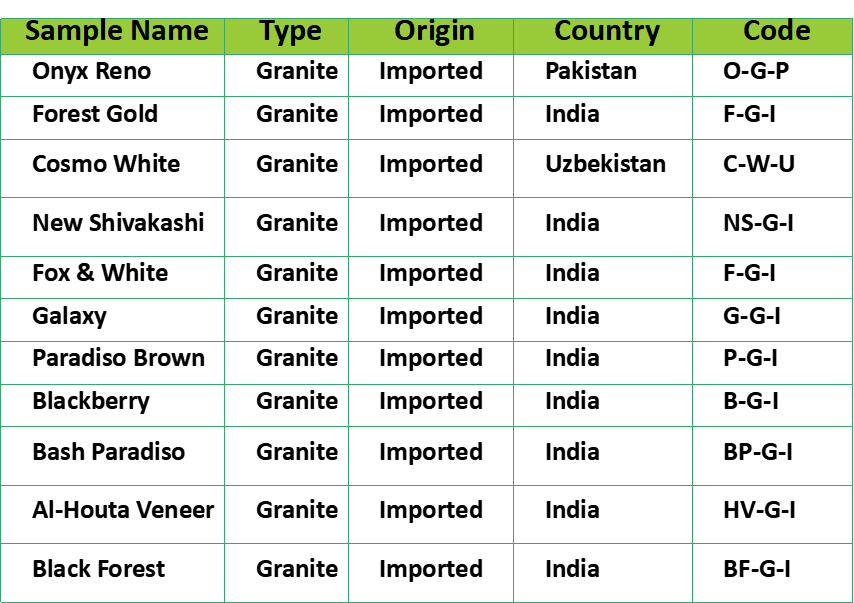 Sample Name Type Origin Country Code
Onyx Reno Granite Imported Pakistan O-G-P
Forest Gold Granite Imported India F-G-I
Cosmo White Granite Imported Uzbekistan C-W-U
New Shivakashi Granite Imported India NS-G-I
Fox & White Granite Imported India F-G-I
Galaxy Granite Imported India G-G-I
Paradiso Brown Granite Imported India P-G-I
Blackberry Granite Imported India B-G-I
Bash Paradiso Granite Imported India BP-G-I
Al-Houta Veneer Granite Imported India HV-G-I
Black Forest Granite Imported India BF-G-I